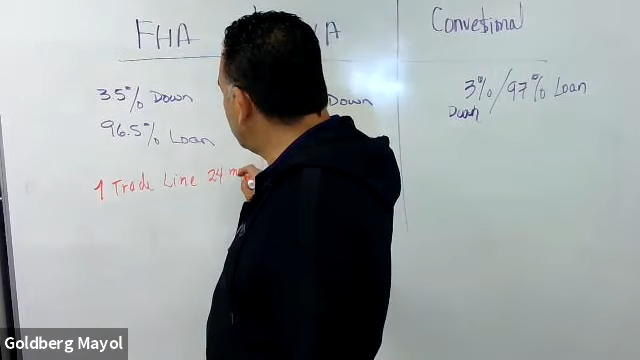 FHA
A
Conventional
3.5% Down
Down
3% / 97% Loan
Down
96.5% Loan
1 Trade Line 24 m
Goldberg Mayol